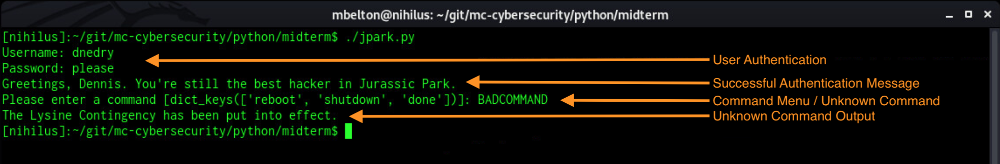 mbelton@nihilus: ~/git/mc-cybersecurity/python/midterm
[nihilus]:~/git/mc-cybersecurity/python/midterm$ ./jpark.py
Username: dnedry
Password: please
User Authentication
Greetings, Dennis. You're still the best hacker in Jurassic Park.
Successful Authentication Message
Please enter a command [dict_keys(['reboot', 'shutdown', 'done'])]: BADCOMMAND
Command Menu / Unknown Command
The Lysine Contingency has been put into effect.
Unknown Command Output
[nihilus]:~/git/mc-cybersecurity/python/midterm$